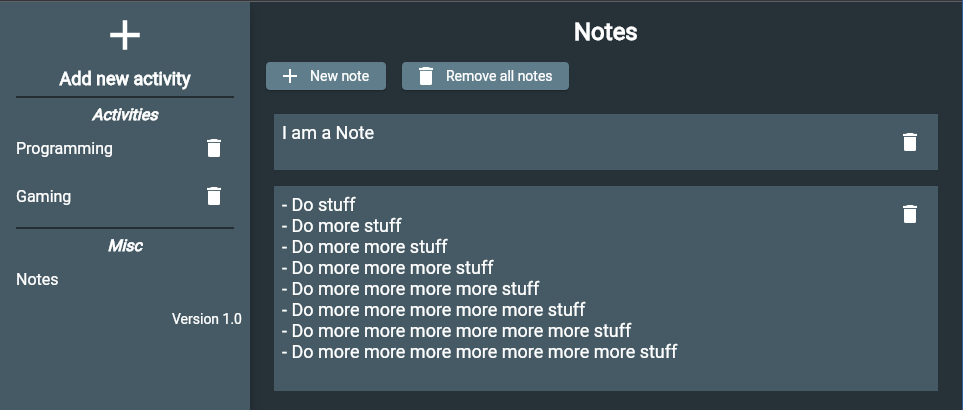 Add new activity
Activities
Programming
Gaming
Misc
Notes
Version 1.0
Notes
New note
Remove all notes
I am a Note
- Do stuff
- Do more stuff
- Do more more stuff
- Do more more more stuff
- Do more more more more stuff
- Do more more more more more stuff
- Do more more more more more more stuff
- Do more more more more more more more stuff